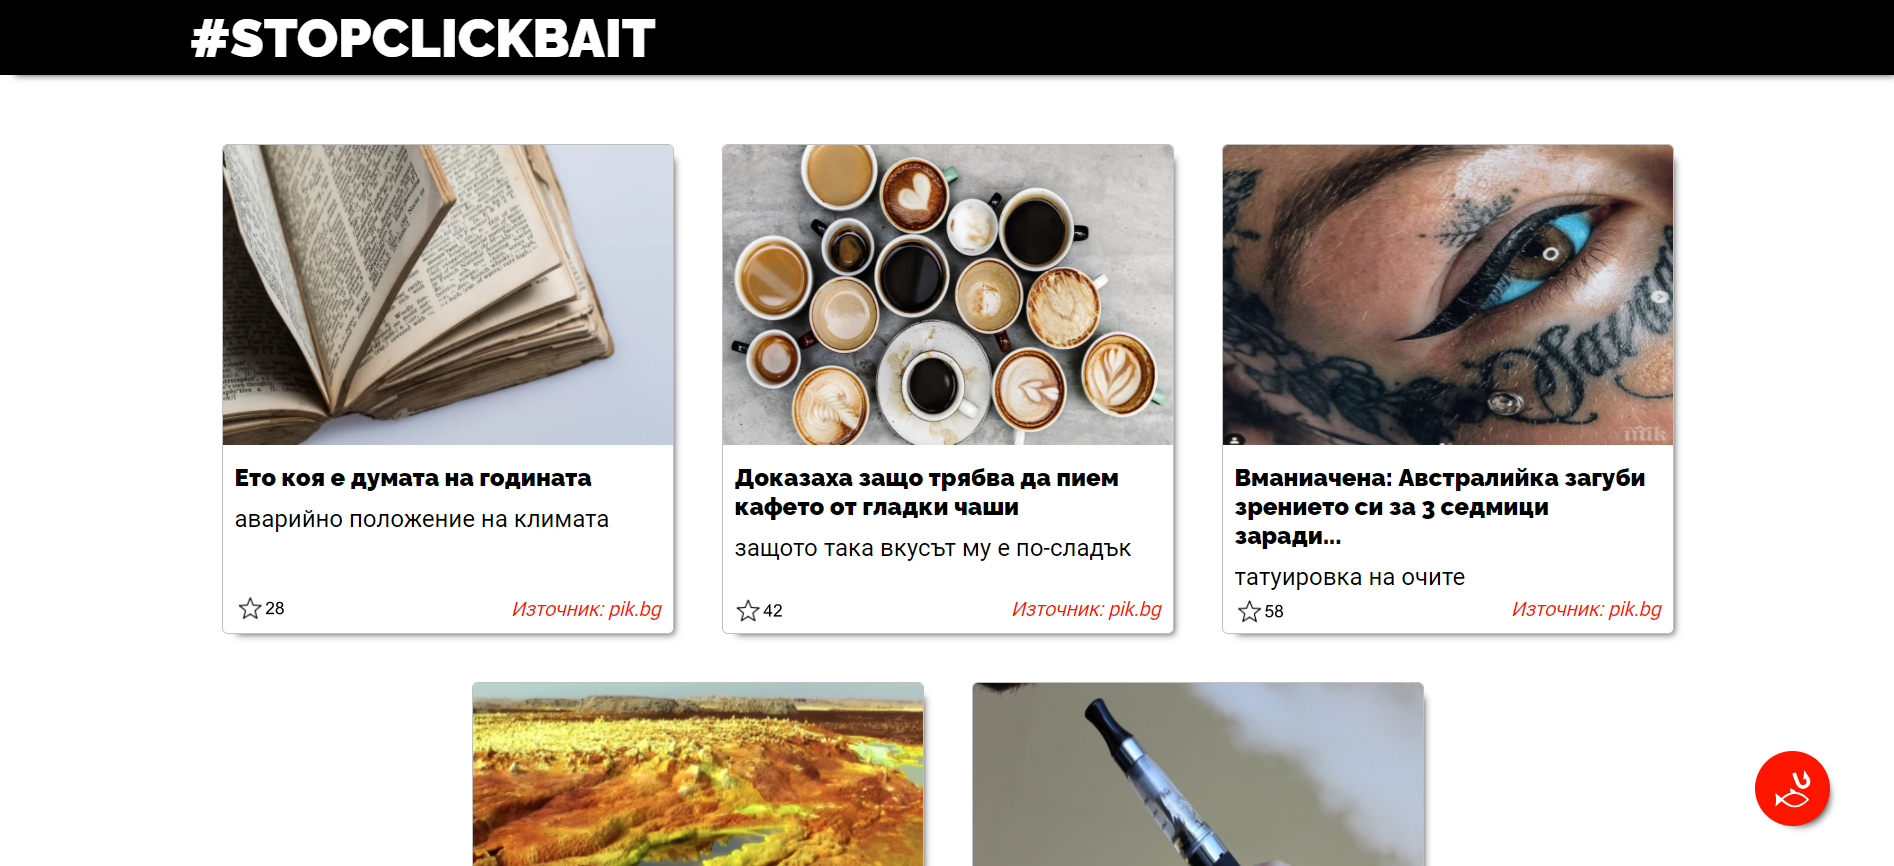 #STOPCLICKBAIT
Ето коя е думата на годината
аварийно положение на климата
28
Източник: pik.bg
Доказаха защо трябва да пием
кафето от гладки чаши
защото така вкусът му е по-сладък
42
Източник: pik.bg
Вманиачена: Австралийка загуби
зрението си за 3 седмици
заради...
татуировка на очите
58
Източник: pik.bg